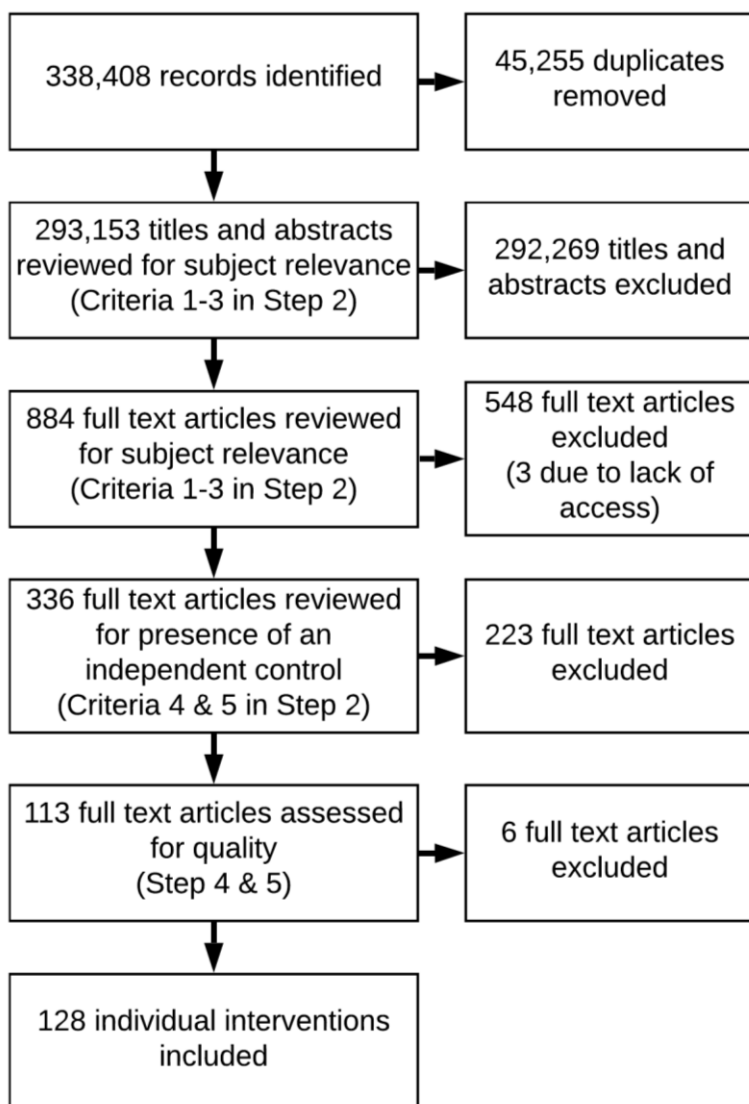 338,408 records identified
45,255 duplicates
removed
293,153 titles and abstracts
reviewed for subject relevance
(Criteria 1-3 in Step 2)
292,269 titles and
abstracts excluded
884 full text articles reviewed
for subject relevance
(Criteria 1-3 in Step 2)
548 full text articles
excluded
(3 due to lack of
access)
336 full text articles reviewed
for presence of an
independent control
(Criteria 4 & 5 in Step 2)
223 full text articles
excluded
113 full text articles assessed
for quality
(Step 4 & 5)
6 full text articles
excluded
128 individual interventions
included